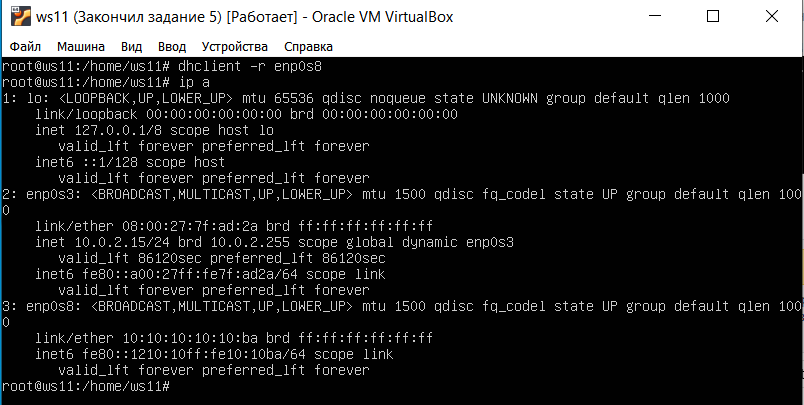 ws11 (Закончил задание 5) [Работает] - Oracle VM VirtualBox
Файл Машина Вид Ввод Устройства Справка
root@ws11:/home/ws11# dhclient -r enp0s8
root@ws11:/home/ws11# ip a
1: lo: <LOOPBACK,UP,LOWER_UP> mtu 65536 qdisc noqueue state UNKNOWN group default qlen 1000
    link/loopback 00:00:00:00:00:00 brd 00:00:00:00:00:00
    inet 127.0.0.1/8 scope host lo
       valid_lft forever preferred_lft forever
    inet6 ::1/128 scope host
       valid_lft forever preferred_lft forever
2: enp0s3: <BROADCAST,MULTICAST,UP,LOWER_UP> mtu 1500 qdisc fq_codel state UP group default qlen 100
0
    link/ether 08:00:27:7f:ad:2a brd ff:ff:ff:ff:ff:ff
    inet 10.0.2.15/24 brd 10.0.2.255 scope global dynamic enp0s3
       valid_lft 86120sec preferred_lft 86120sec
    inet6 fe80::a00:27ff:fe7f:ad2a/64 scope link
       valid_lft forever preferred_lft forever
3: enp0s8: <BROADCAST,MULTICAST,UP,LOWER_UP> mtu 1500 qdisc fq_codel state UP group default qlen 100
0
    link/ether 10:10:10:10:10:ba brd ff:ff:ff:ff:ff:ff
    inet6 fe80::1210:10ff:fe10:10ba/64 scope link
       valid_lft forever preferred_lft forever
root@ws11:/home/ws11#